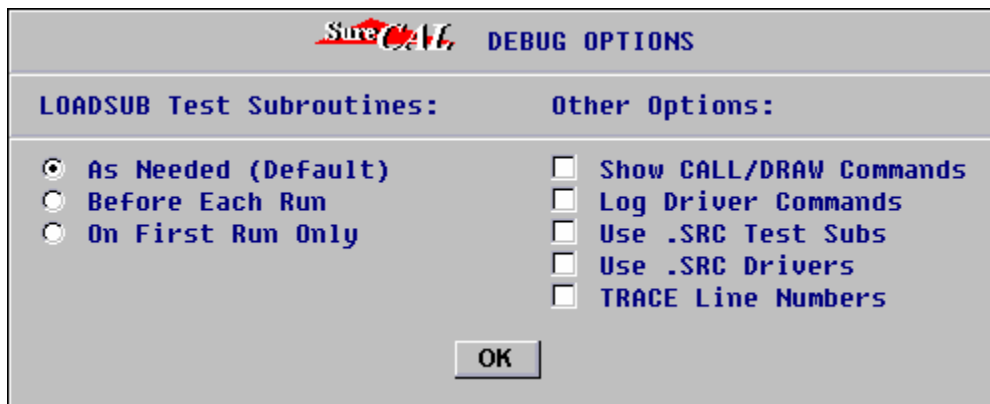 SureCAL DEBUG OPTIONS
LOADSUB Test Subroutines:
Other Options:
As Needed (Default)
Before Each Run
On First Run Only
Show CALL/DRAW Commands
Log Driver Commands
Use .SRC Test Subs
Use .SRC Drivers
TRACE Line Numbers
OK